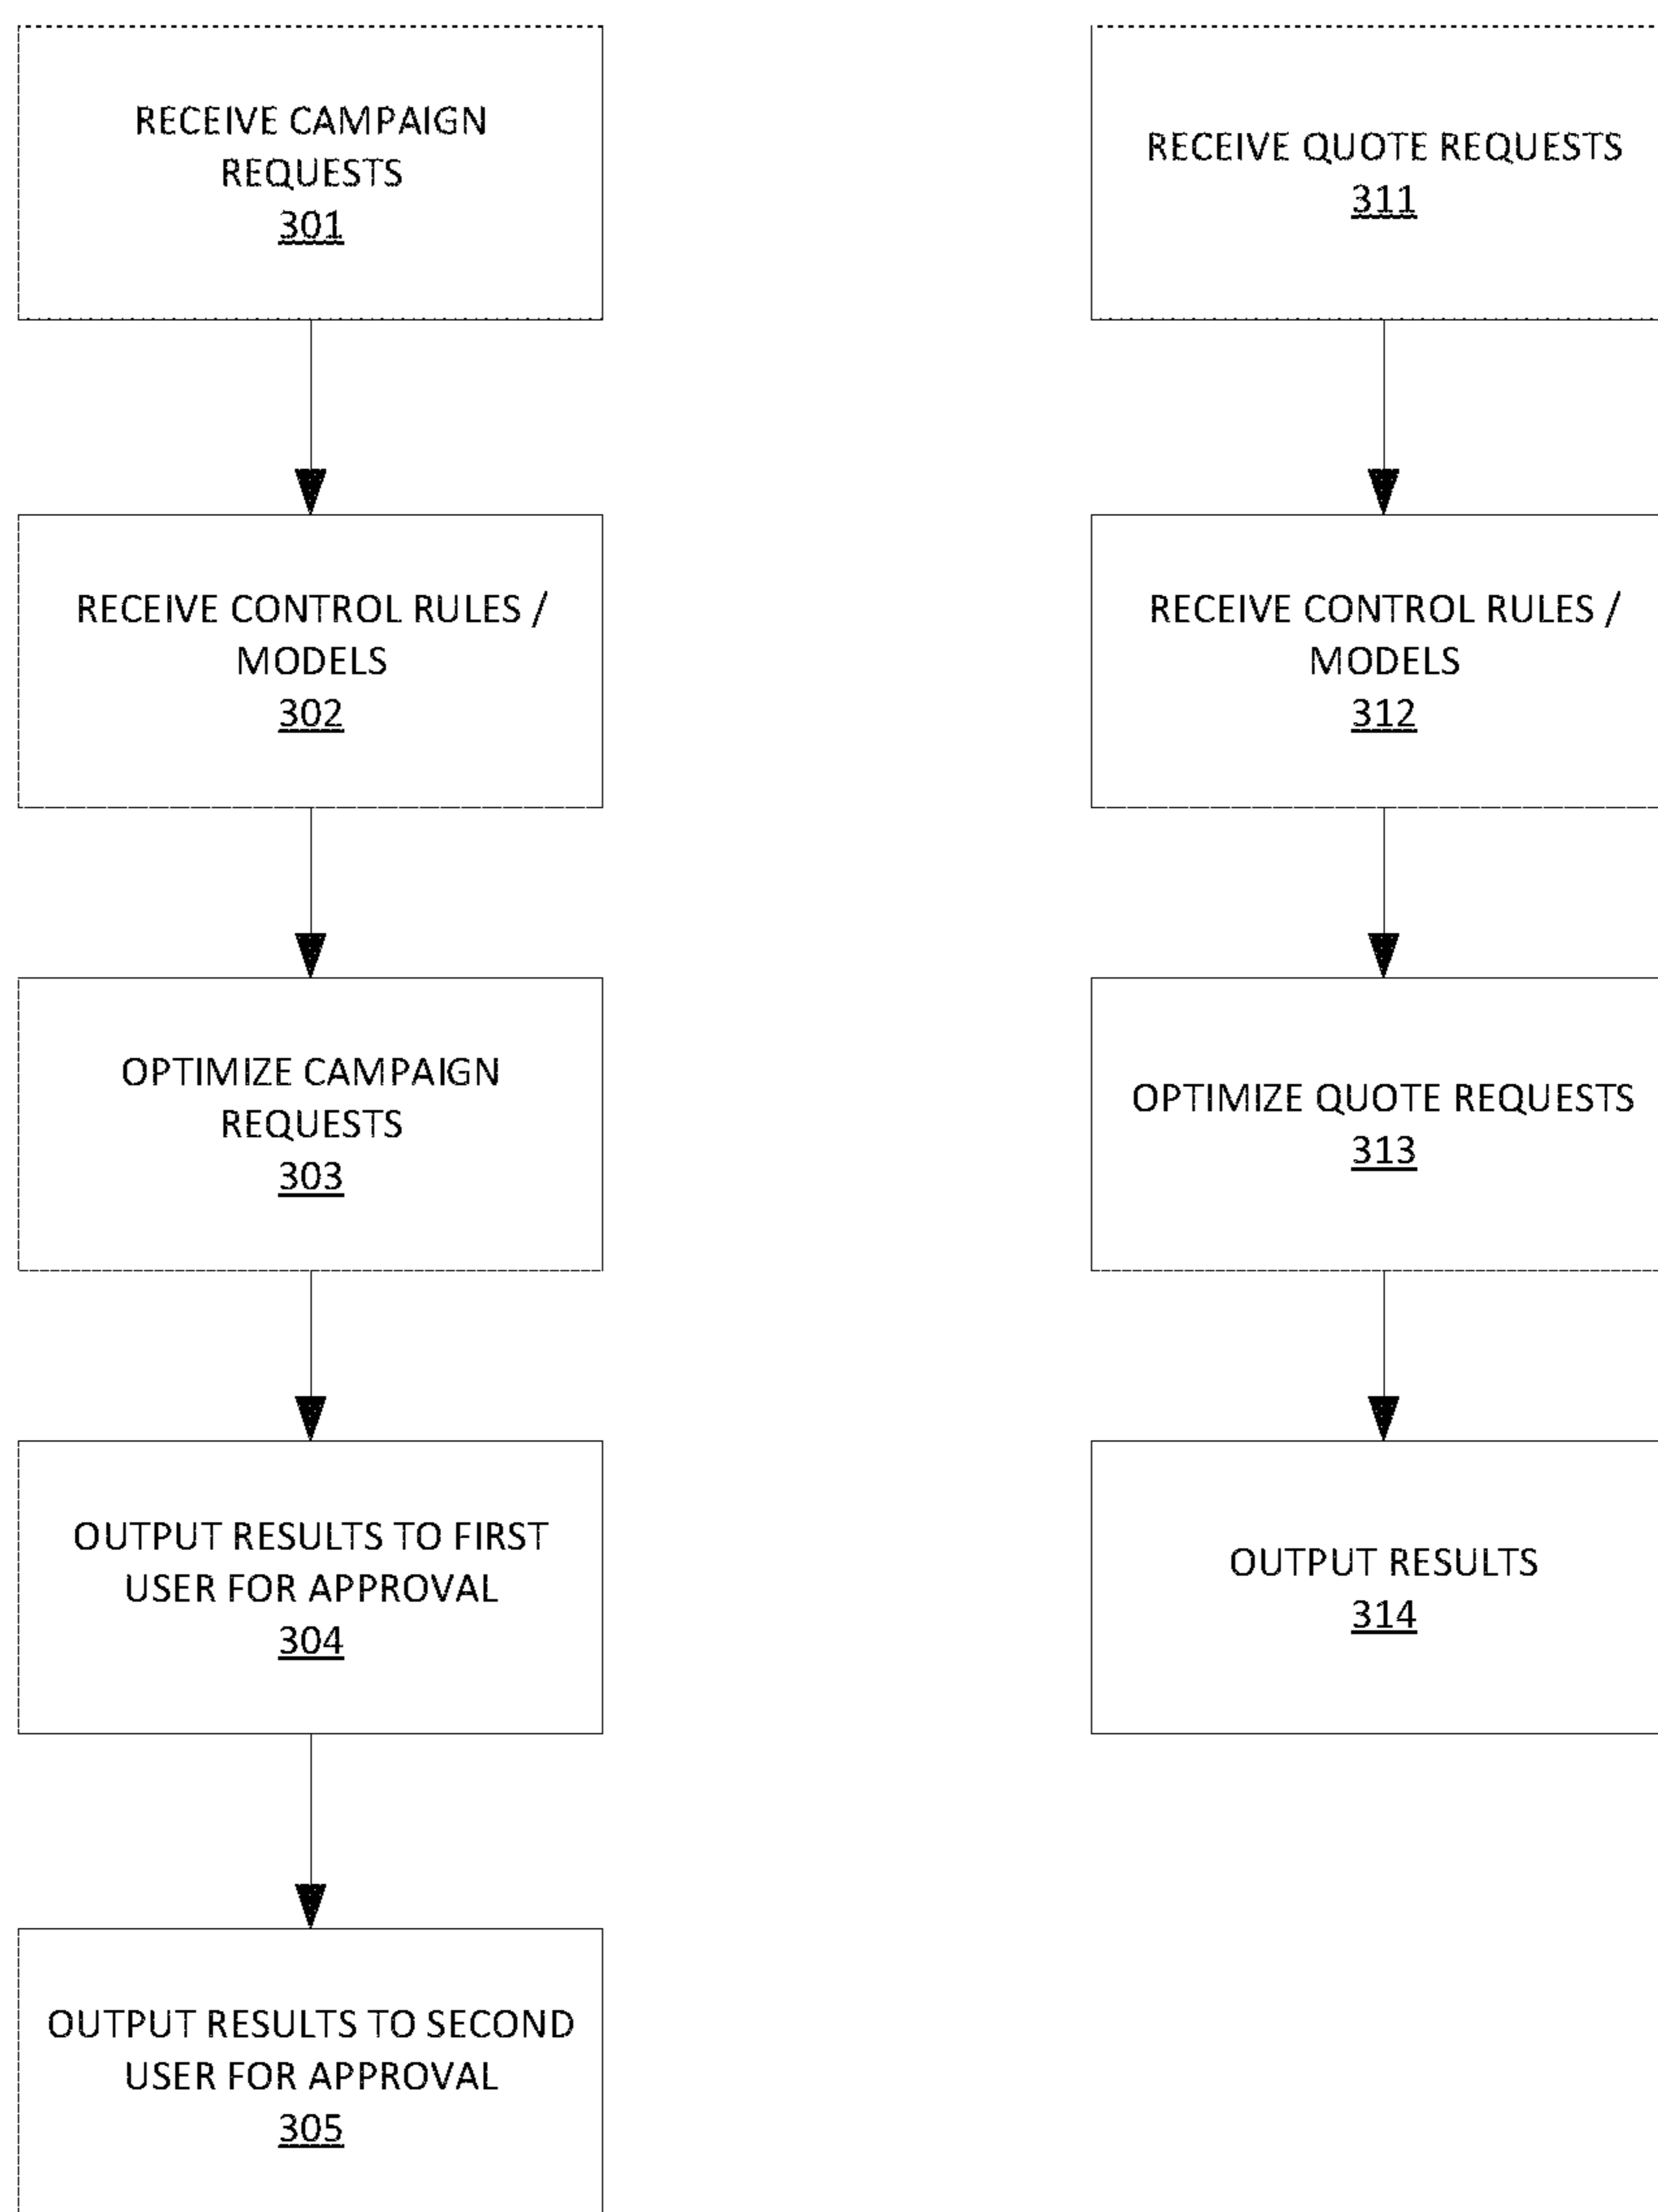 RECEIVE CAMPAIGN
REQUESTS
301
RECEIVE CONTROL RULES /
MODELS
302
OPTIMIZE CAMPAIGN
REQUESTS
303
OUTPUT RESULTS TO FIRST
USER FOR APPROVAL
304
OUTPUT RESULTS TO SECOND
USER FOR APPROVAL
305
RECEIVE QUOTE REQUESTS
311
RECEIVE CONTROL RULES /
MODELS
312
OPTIMIZE QUOTE REQUESTS
313
OUTPUT RESULTS
314